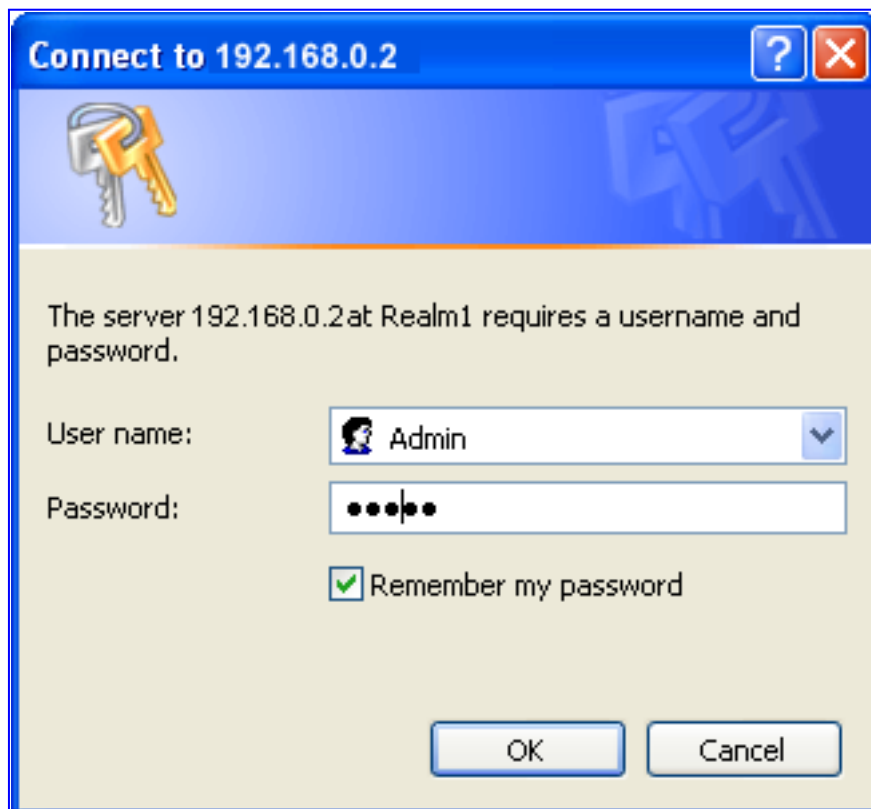 Connect to 192.168.0.2
?
The server 192.168.0.2at Realm1 requires a username and
password.
User name:
Admin
Password:
•••••
Remember my password
OK
Cancel